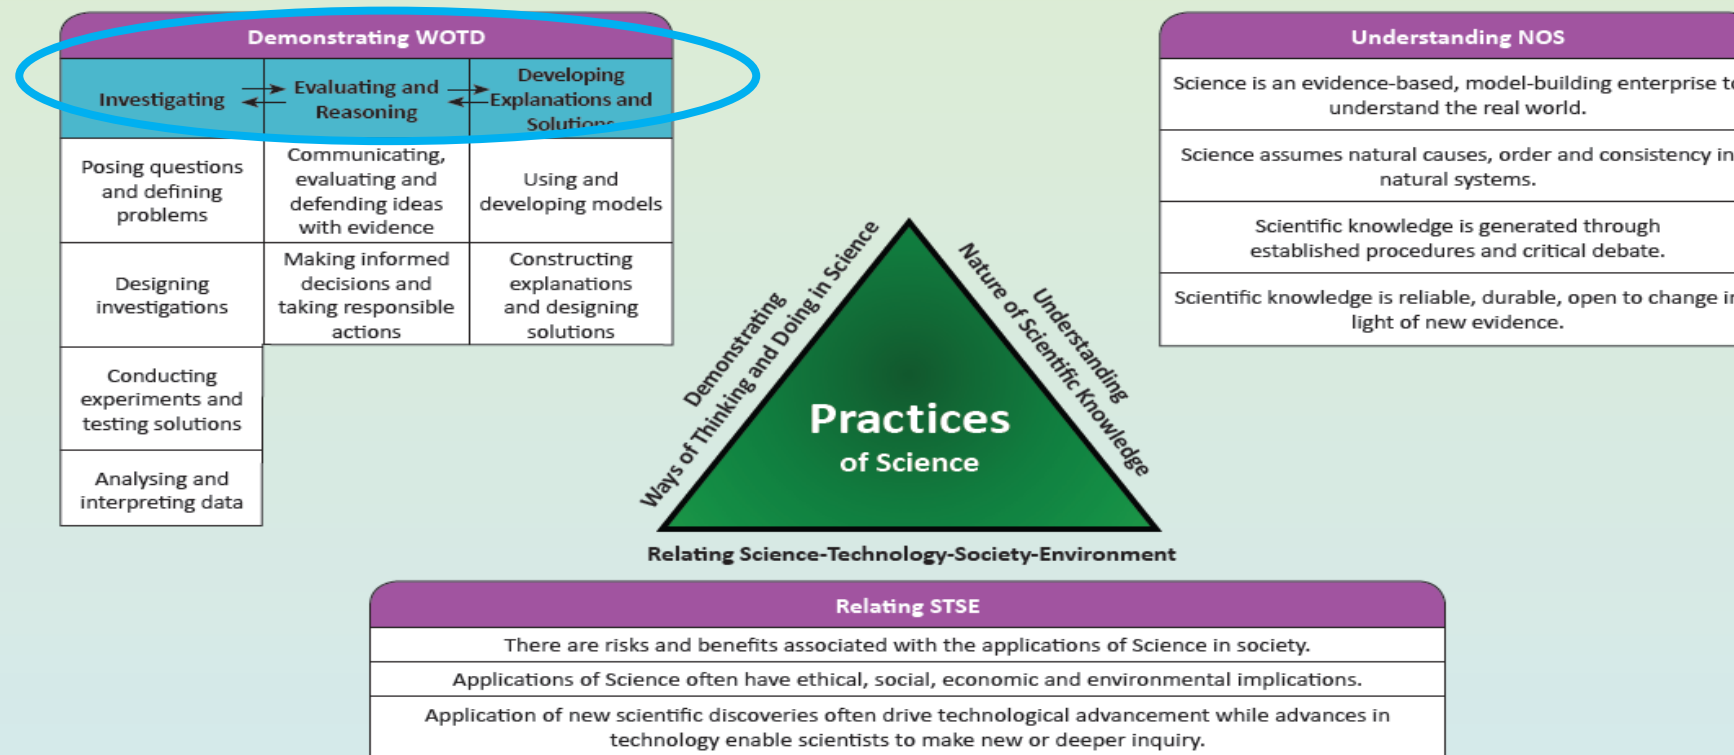 Demonstrating WOTD
Investigating
Evaluating and
Reasoning
Developing
Explanations and
Solutions
Posing questions
and defining
problems
Communicating,
evaluating and
defending ideas
with evidence
Using and
developing models
Designing
investigations
Making informed
decisions and
taking responsible
actions
Constructing
explanations
and designing
solutions
Conducting
experiments and
testing solutions
Analysing and
interpreting data
Understanding NOS
Science is an evidence-based, model-building enterprise
understand the real world.
Science assumes natural causes, order and consistency in
natural systems.
Scientific knowledge is generated through
established procedures and critical debate.
Scientific knowledge is reliable, durable, open to change in
light of new evidence.
Demonstrating
Ways of Thinking and Doing in Science
Understanding
Nature of Scientific Knowledge
Practices
of Science
Relating Science-Technology-Society-Environment
Relating STSE
There are risks and benefits associated with the applications of Science in society.
Applications of Science often have ethical, social, economic and environmental implications.
Application of new scientific discoveries often drive technological advancement while advances in
technology enable scientists to make new or deeper inquiry.